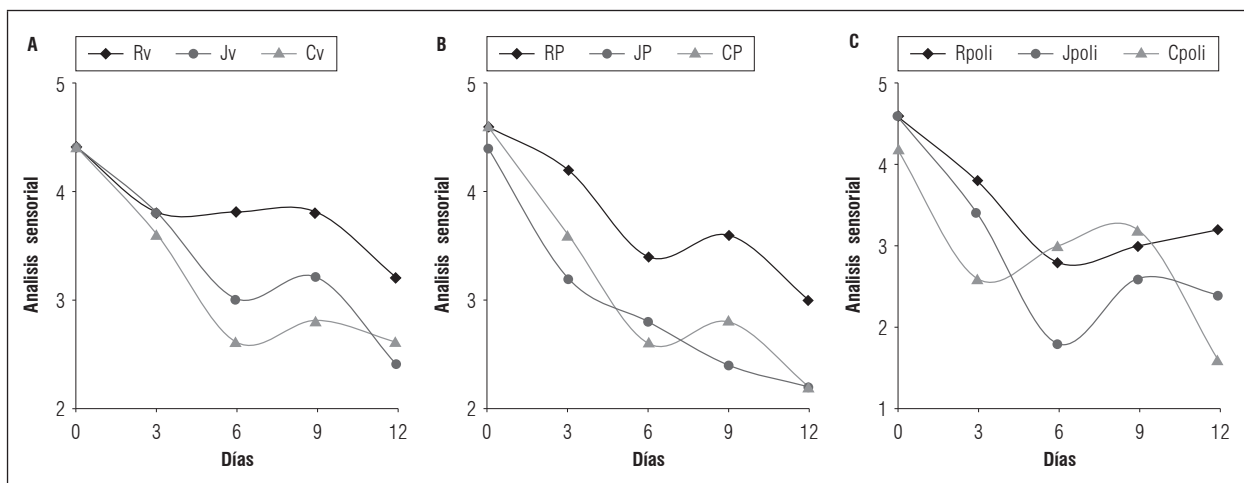 A
Rv Jv Cv
5
4
3
2
0 3 6 9 12
Analisis sensorial
Días
B
RP JP CP
5
4
3
2
0 3 6 9 12
Analisis sensorial
Días
C
Rpoli Jpoli Cpoli
5
4
3
2
1
0 3 6 9 12
Analisis sensorial
Días